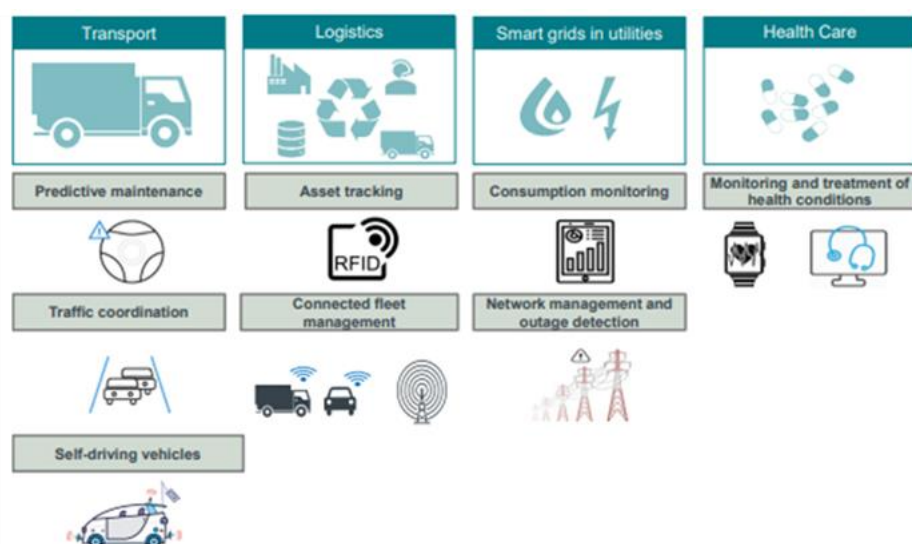 Transport
Logistics
Smart grids in utilities
Health Care
Predictive maintenance
Asset tracking
Consumption monitoring
Monitoring and treatment of
health conditions
RFID
Traffic coordination
Connected fleet
management
Network management and
outage detection
Self-driving vehicles